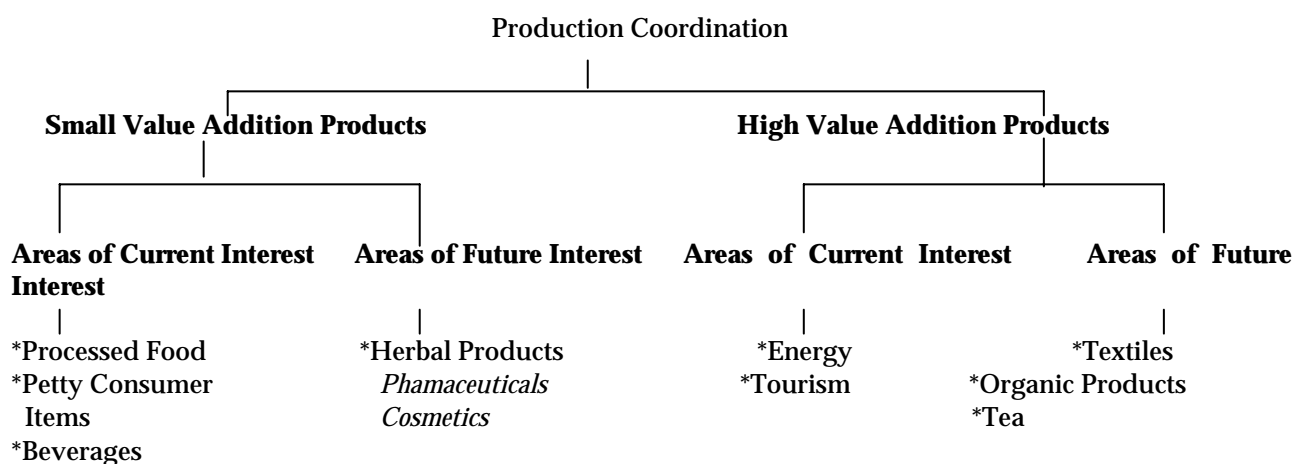 Production Coordination
Small Value Addition Products High Value Addition Products
Areas of Current Interest Areas of Future Interest Areas of Current Interest Areas of Future
Interest
*Processed Food *Herbal Products *Energy *Textiles
*Petty Consumer Phamaceuticals *Tourism *Organic Products
Items Cosmetics *Tea
*Beverages